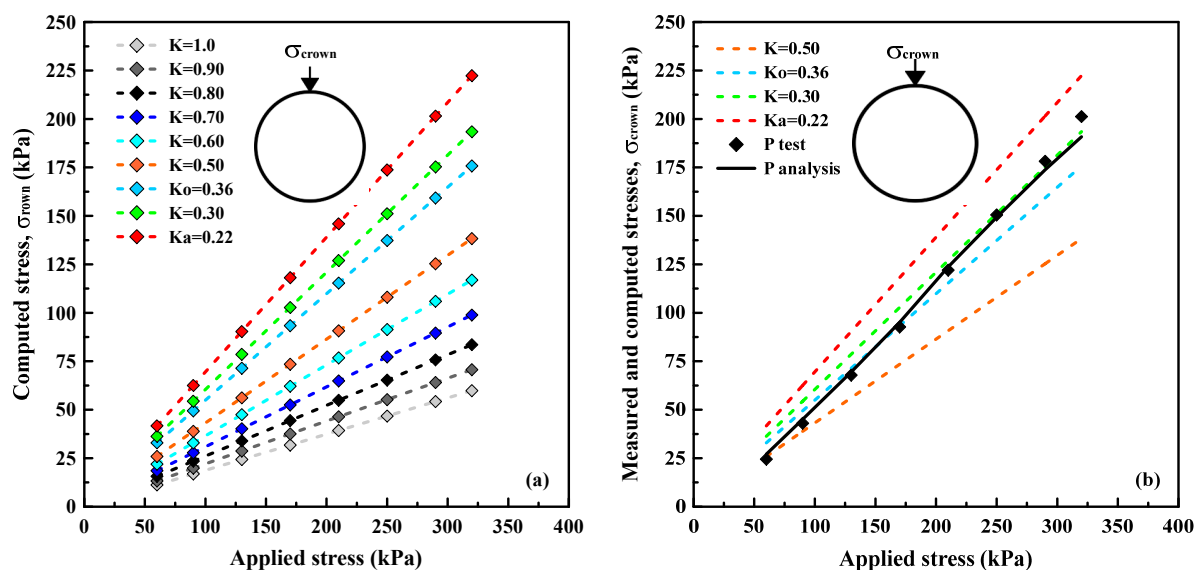 250
225
200
175
150
125
100
75
50
25
0
Computed stress, σrown (kPa)
K=1.0
K=0.90
K=0.80
K=0.70
K=0.60
K=0.50
Ko=0.36
K=0.30
Ka=0.22
σcrown
(a)
0 50 100 150 200 250 300 350 400
Applied stress (kPa)
250
225
200
175
150
125
100
75
50
25
0
Measured and computed stresses, σcrown (kPa)
K=0.50
Ko=0.36
K=0.30
Ka=0.22
P test
P analysis
σcrown
(b)
0 50 100 150 200 250 300 350 400
Applied stress (kPa)